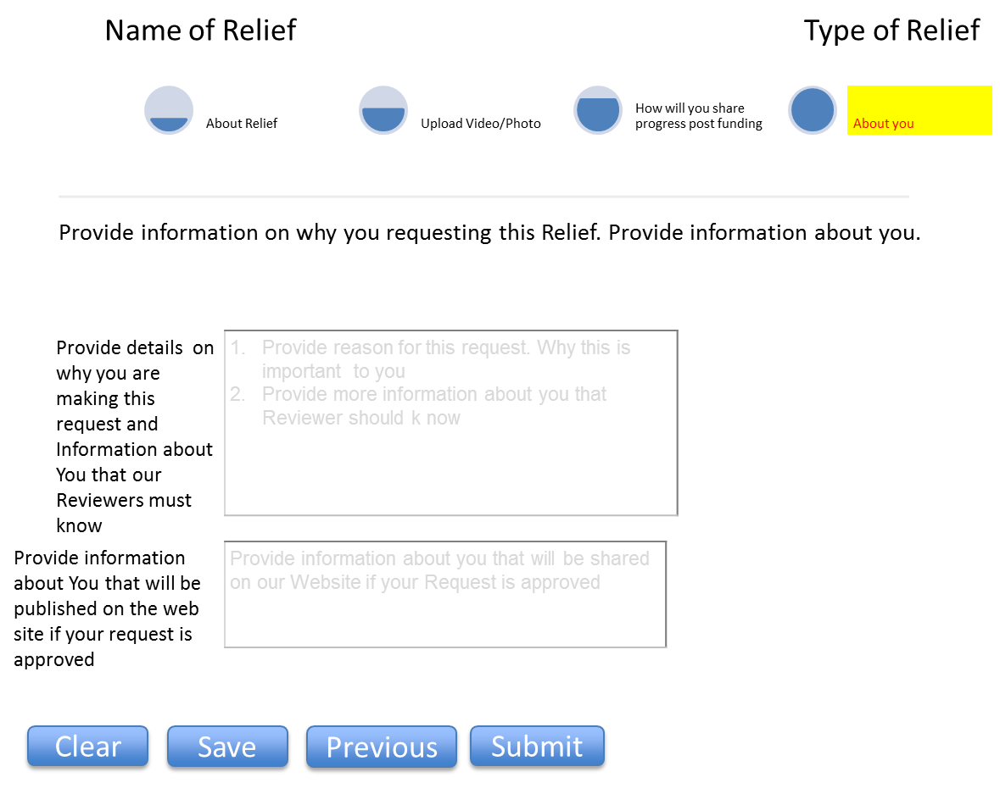 Name of Relief
Type of Relief
About Relief
Upload Video/Photo
How will you share
progress post funding
About you
Provide information on why you requesting this Relief. Provide information about you.
Provide details on
why you are
making this
request and
Information about
You that our
Reviewers must
know
1. Provide reason for this request. Why this is
important to you
2. Provide more information about you that
Reviewer should k now
Provide information
about You that will be
published on the web
site if your request is
approved
Provide information about you that will be shared
on our Website if your Request is approved
Clear
Save
Previous
Submit